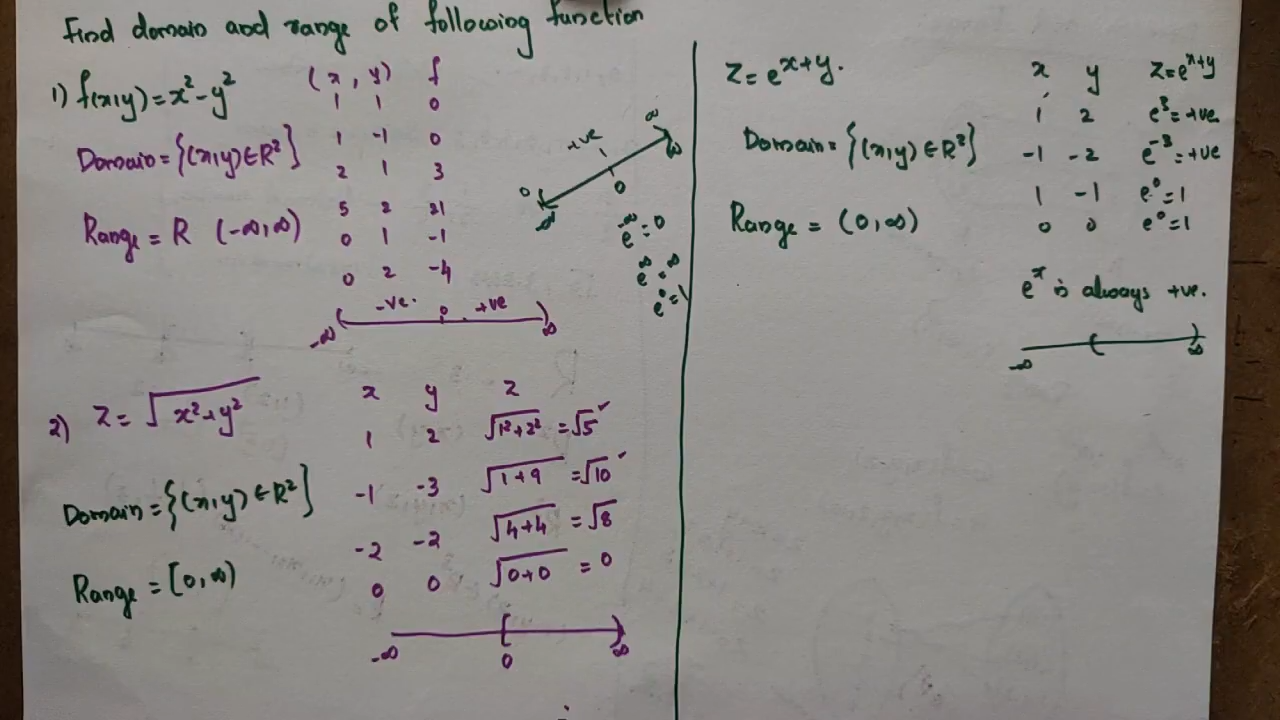 Find domain and range of following function
1) f(x,y) = x² - y²
Domain = {(x,y) ∈ R²}
Range = R (-∞,∞)
(x, y) f
1 1 0
1 -1 0
2 1 3
5 2 21
0 1 -1
0 2 -4
-ve. 0 +ve
-∞ ∞
+ve ∞
0
0
e^-∞ = 0
e^∞ = ∞
e^0 = 1
2) Z = √x²+y²
Domain = {(x,y) ∈ R²}
Range = [0,∞)
x y z
1 2 √1²+2² = √5 ✓
-1 -3 √1+9 = √10 ✓
-2 -2 √4+4 = √8
0 0 √0+0 = 0
-∞ 0 ∞
Z = e^x+y.
Domain = {(x,y) ∈ R²}
Range = (0,∞)
x y Z=e^x+y
1 2 e³ = +ve
-1 -2 e^-3 = +ve
1 -1 e^0 = 1
0 0 e^0 = 1
e^x is always +ve.
-∞ ∞